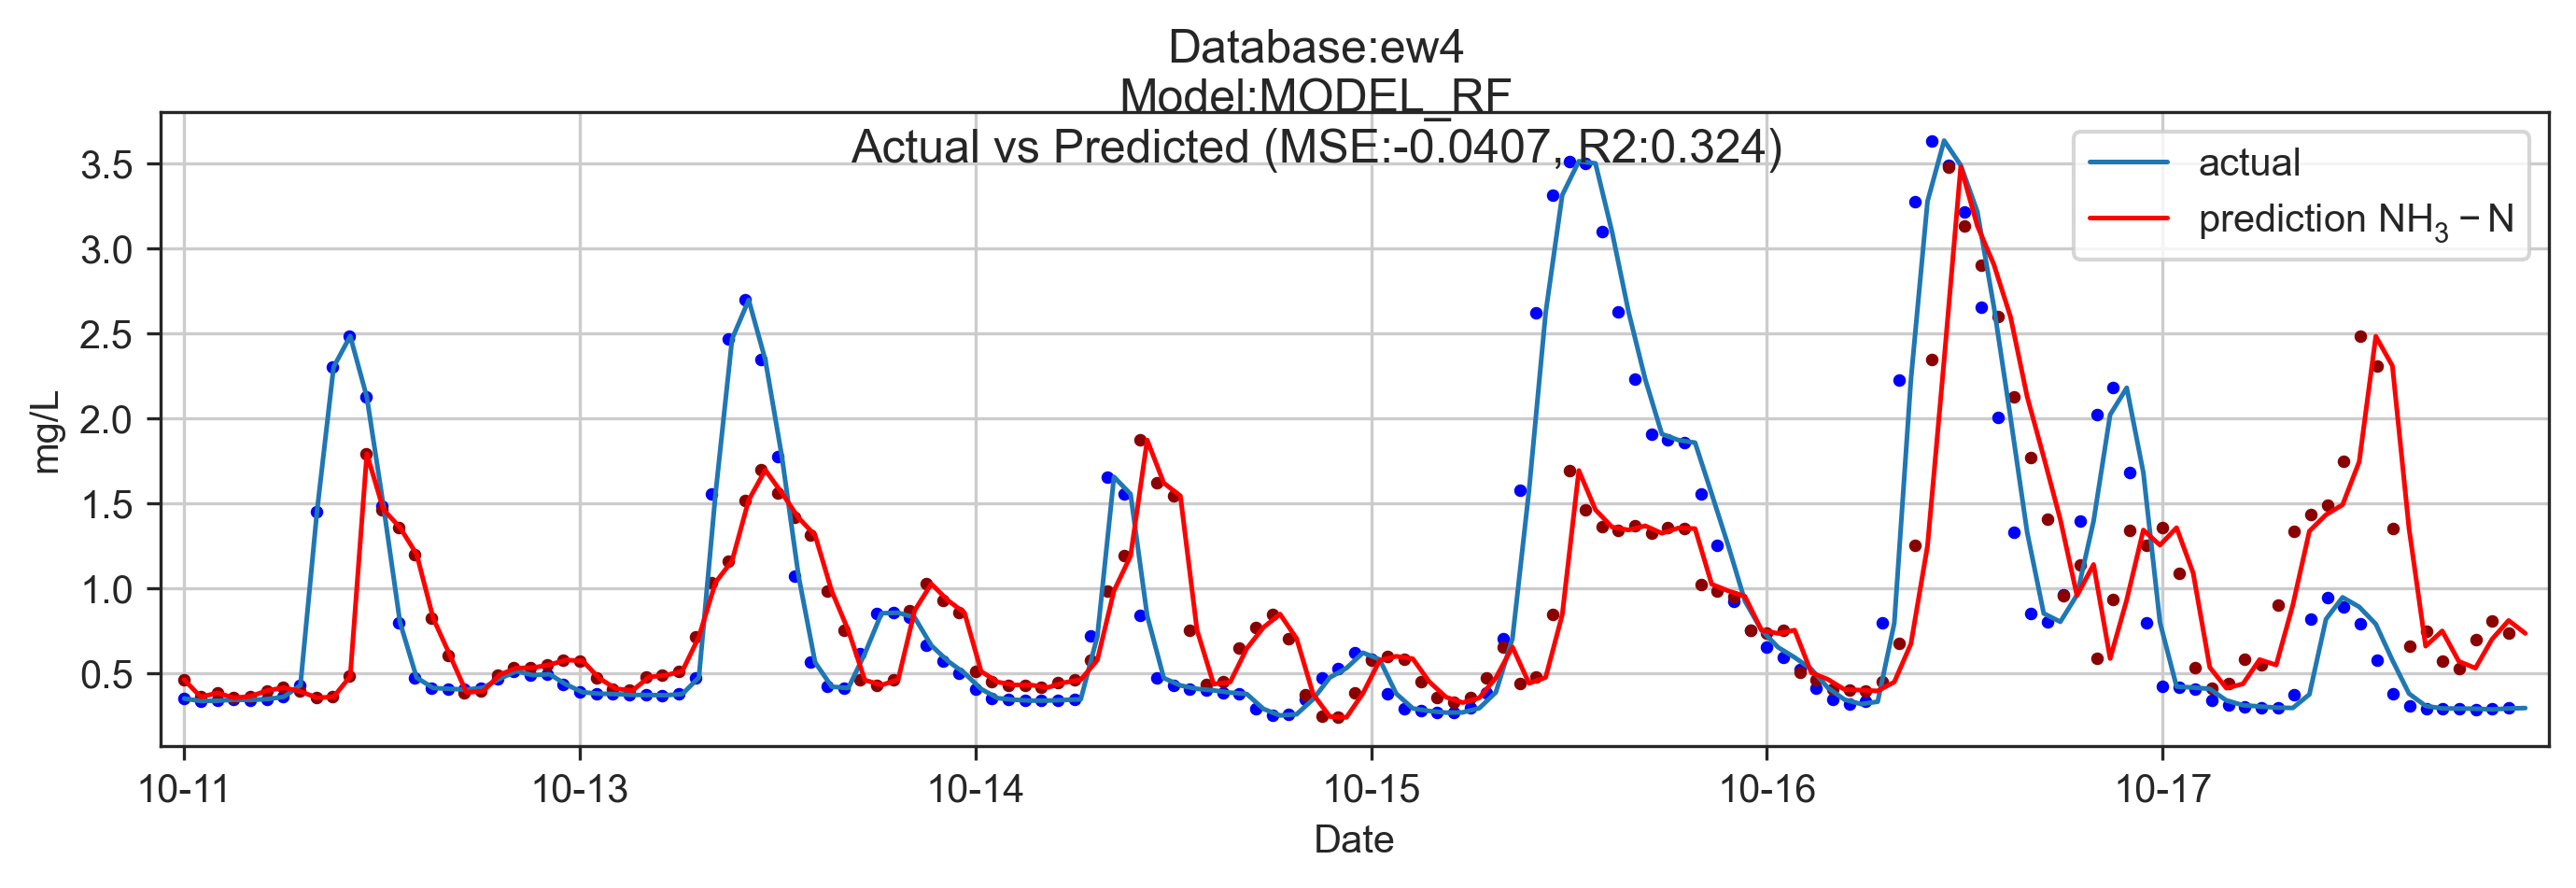 Database:ew4
Model:MODEL_RF
Actual vs Predicted (MSE:-0.0407, R2:0.324)
actual
prediction NH₃ − N
mg/L
3.5
3.0
2.5
2.0
1.5
1.0
0.5
10-11 10-13 10-14 10-15 10-16 10-17
Date